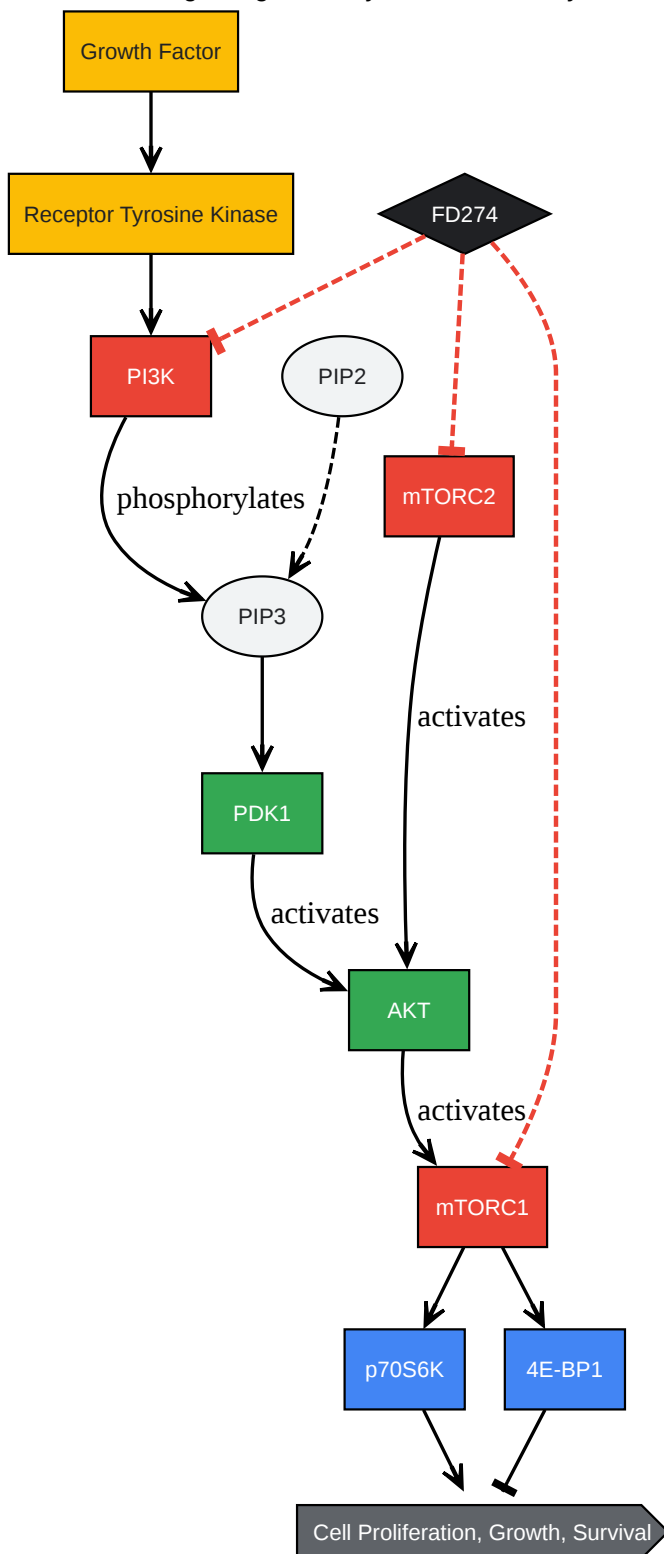 Growth Factor
Receptor Tyrosine Kinase
FD274
PI3K
PIP2
phosphorylates
mTORC2
PIP3
activates
PDK1
activates
AKT
activates
mTORC1
p70S6K
4E-BP1
Cell Proliferation, Growth, Survival